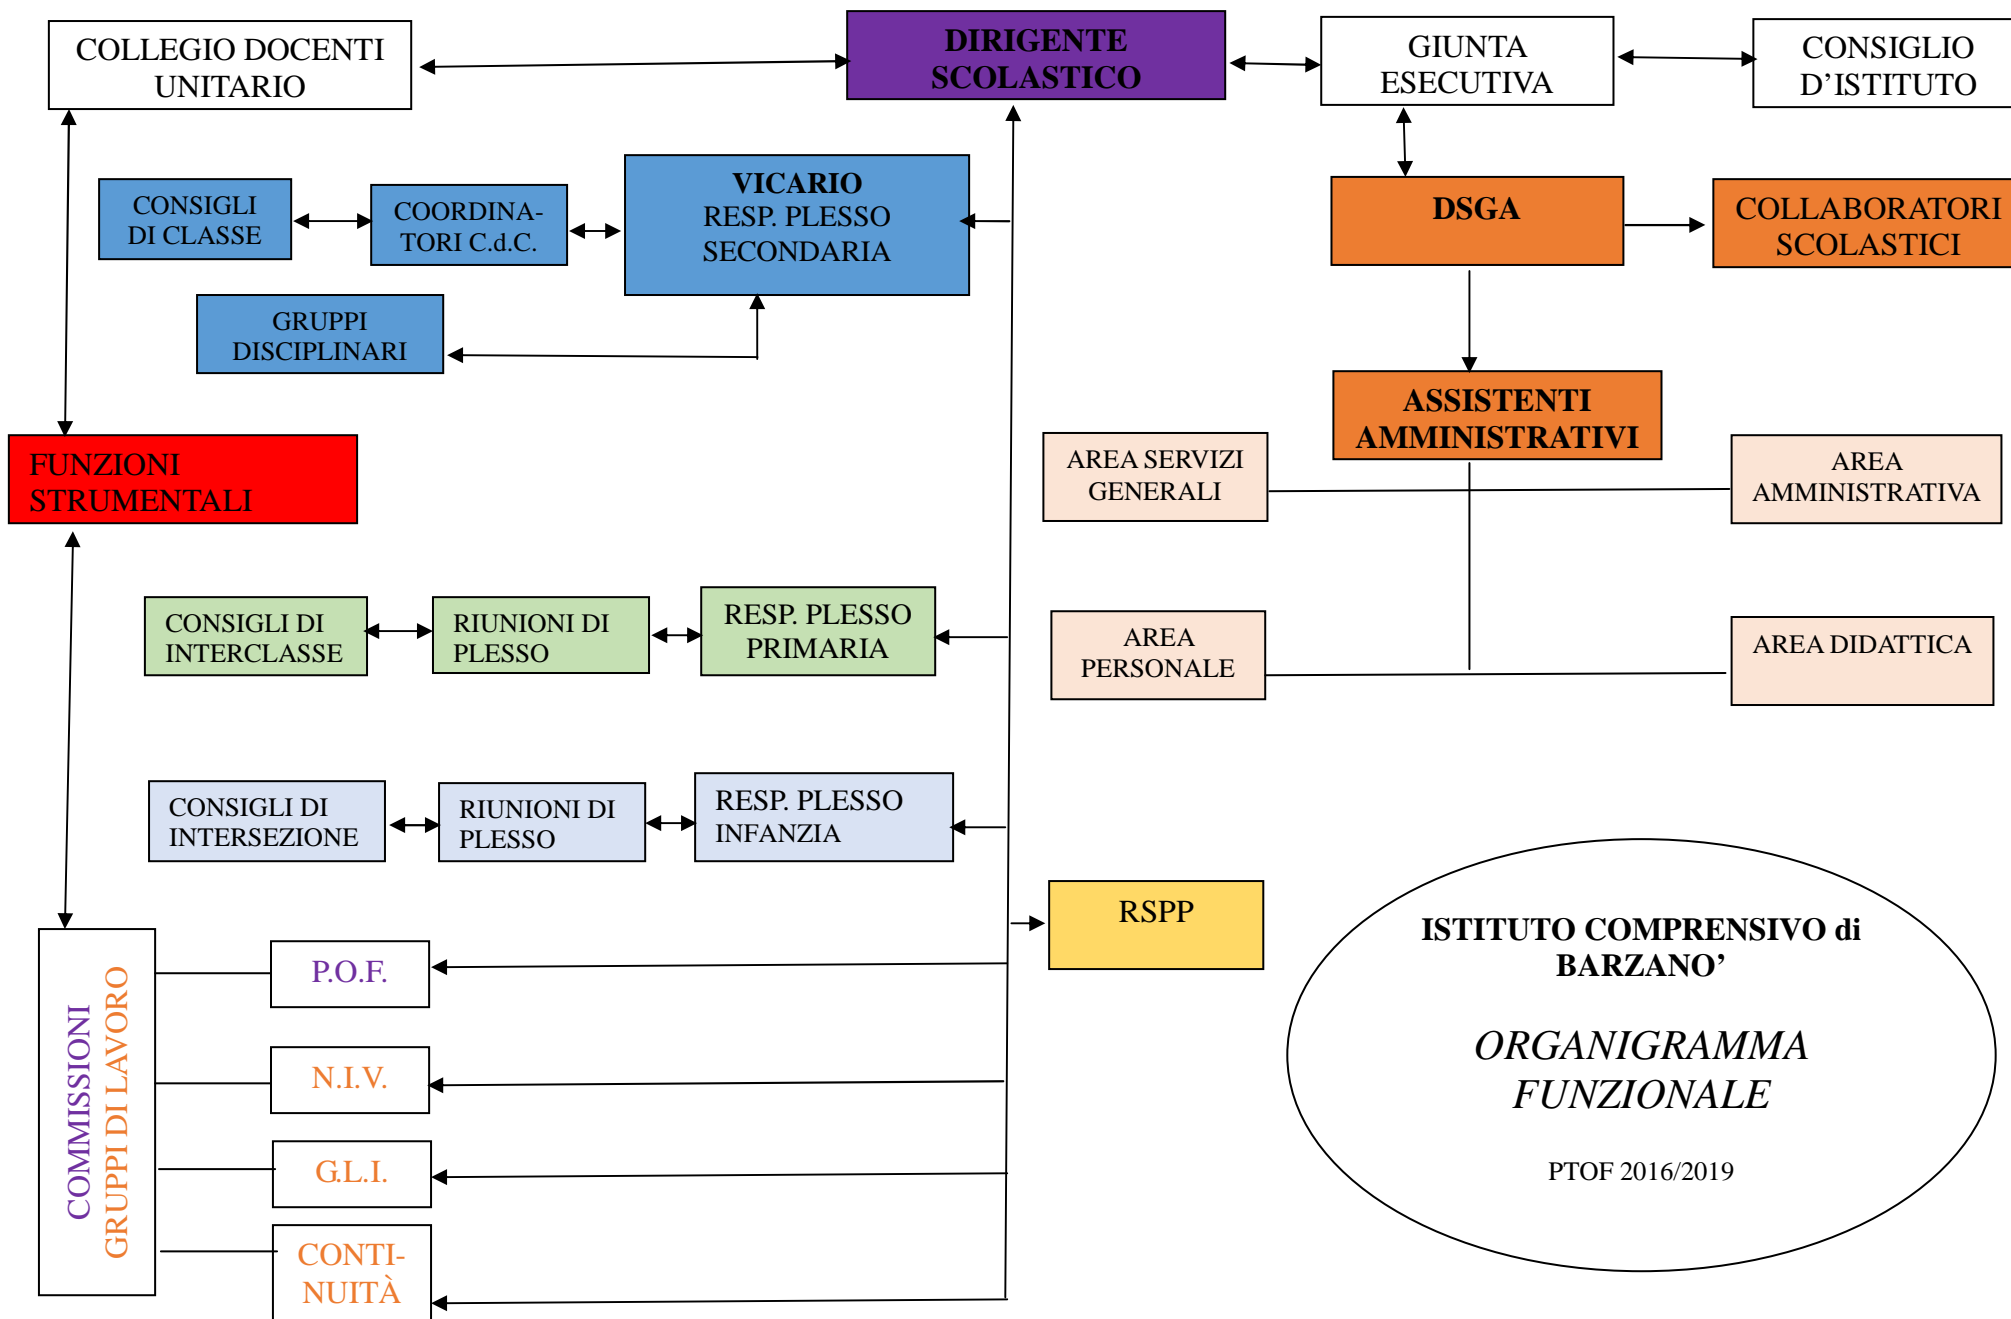 COLLEGIO DOCENTI
UNITARIO
DIRIGENTE
SCOLASTICO
GIUNTA
ESECUTIVA
CONSIGLIO
D’ISTITUTO
CONSIGLI
DI CLASSE
COORDINA-
TORI C.d.C.
VICARIO
RESP. PLESSO
SECONDARIA
DSGA
COLLABORATORI
SCOLASTICI
GRUPPI
DISCIPLINARI
ASSISTENTI
AMMINISTRATIVI
FUNZIONI
STRUMENTALI
AREA SERVIZI
GENERALI
AREA
AMMINISTRATIVA
CONSIGLI DI
INTERCLASSE
RIUNIONI DI
PLESSO
RESP. PLESSO
PRIMARIA
AREA
PERSONALE
AREA DIDATTICA
CONSIGLI DI
INTERSEZIONE
RIUNIONI DI
PLESSO
RESP. PLESSO
INFANZIA
RSPP
COMMISSIONI
GRUPPI DI LAVORO
P.O.F.
N.I.V.
G.L.I.
CONTI-
NUITÀ
ISTITUTO COMPRENSIVO di
BARZANO’
ORGANIGRAMMA
FUNZIONALE
PTOF 2016/2019